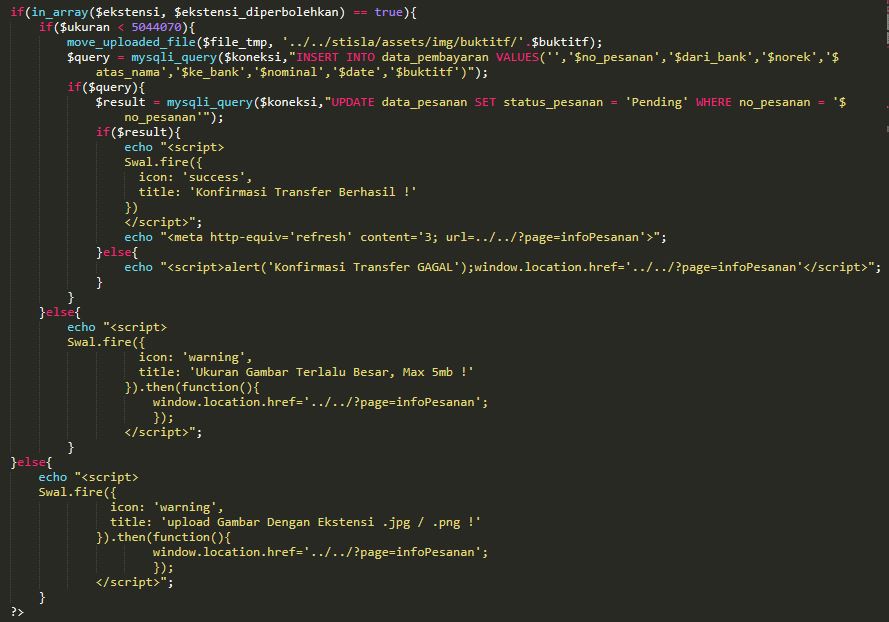 if(in_array($ekstensi, $ekstensi_diperbolehkan) == true){
    if($ukuran < 5044070){
        move_uploaded_file($file_tmp, '../../stisla/assets/img/buktitf/'.$buktitf);
        $query = mysqli_query($koneksi,"INSERT INTO data_pembayaran VALUES('','$no_pesanan','$dari_bank','$norek','$
            atas_nama','$ke_bank','$nominal','$date','$buktitf')");
        if($query){
            $result = mysqli_query($koneksi,"UPDATE data_pesanan SET status_pesanan = 'Pending' WHERE no_pesanan = '$
                no_pesanan'");
            if($result){
                echo "<script>
                Swal.fire({
                  icon: 'success',
                  title: 'Konfirmasi Transfer Berhasil !'
                })
                </script>";
                echo "<meta http-equiv='refresh' content='3; url=../../?page=infoPesanan'>";
            }else{
                echo "<script>alert('Konfirmasi Transfer GAGAL');window.location.href='../../?page=infoPesanan'</script>";
            }
        }
    }else{
        echo "<script>
        Swal.fire({
                  icon: 'warning',
                  title: 'Ukuran Gambar Terlalu Besar, Max 5mb !'
                }).then(function(){
                    window.location.href='../../?page=infoPesanan';
                    });
                </script>";
        }
}else{
    echo "<script>
    Swal.fire({
              icon: 'warning',
              title: 'upload Gambar Dengan Ekstensi .jpg / .png !'
            }).then(function(){
                    window.location.href='../../?page=infoPesanan';
                    });
            </script>";
    }
?>